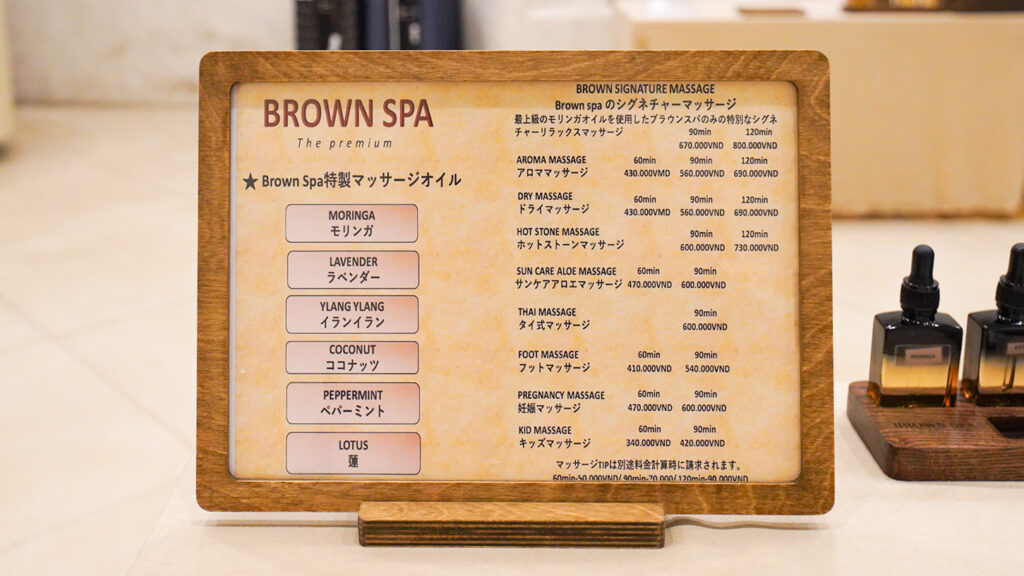 BROWN SPA
The premium
★ Brown Spa特製マッサージオイル
MORINGA
モリンガ
LAVENDER
ラベンダー
YLANG YLANG
イランイラン
COCONUT
ココナッツ
PEPPERMINT
ペパーミント
LOTUS
蓮
BROWN SIGNATURE MASSAGE
Brown spa のシグネチャーマッサージ
最上級のモリンガオイルを使用したブラウンスパのみの特別なシグネ
チャーリラックスマッサージ 90min 120min
670.000VND 800.000VND
AROMA MASSAGE 60min 90min 120min
アロママッサージ 430.000VMD 560.000VND 690.000VND
DRY MASSAGE 60min 90min 120min
ドライマッサージ 430.000VMD 560.000VND 690.000VND
HOT STONE MASSAGE 90min 120min
ホットストーンマッサージ 600.000VND 730.000VND
SUN CARE ALOE MASSAGE 60min 90min
サンケアアロエマッサージ 470.000VND 600.000VND
THAI MASSAGE 90min
タイ式マッサージ 600.000VND
FOOT MASSAGE 60min 90min
フットマッサージ 410.000VND 540.000VND
PREGNANCY MASSAGE 60min 90min
妊娠マッサージ 470.000VND 600.000VND
KID MASSAGE 60min 90min
キッズマッサージ 340.000VND 420.000VND
マッサージTIPは別途料金計算時に請求されます。
60min-50.000VND/ 90min-70.000/ 120min-90.000VND
MORINGA
BROWN SPA